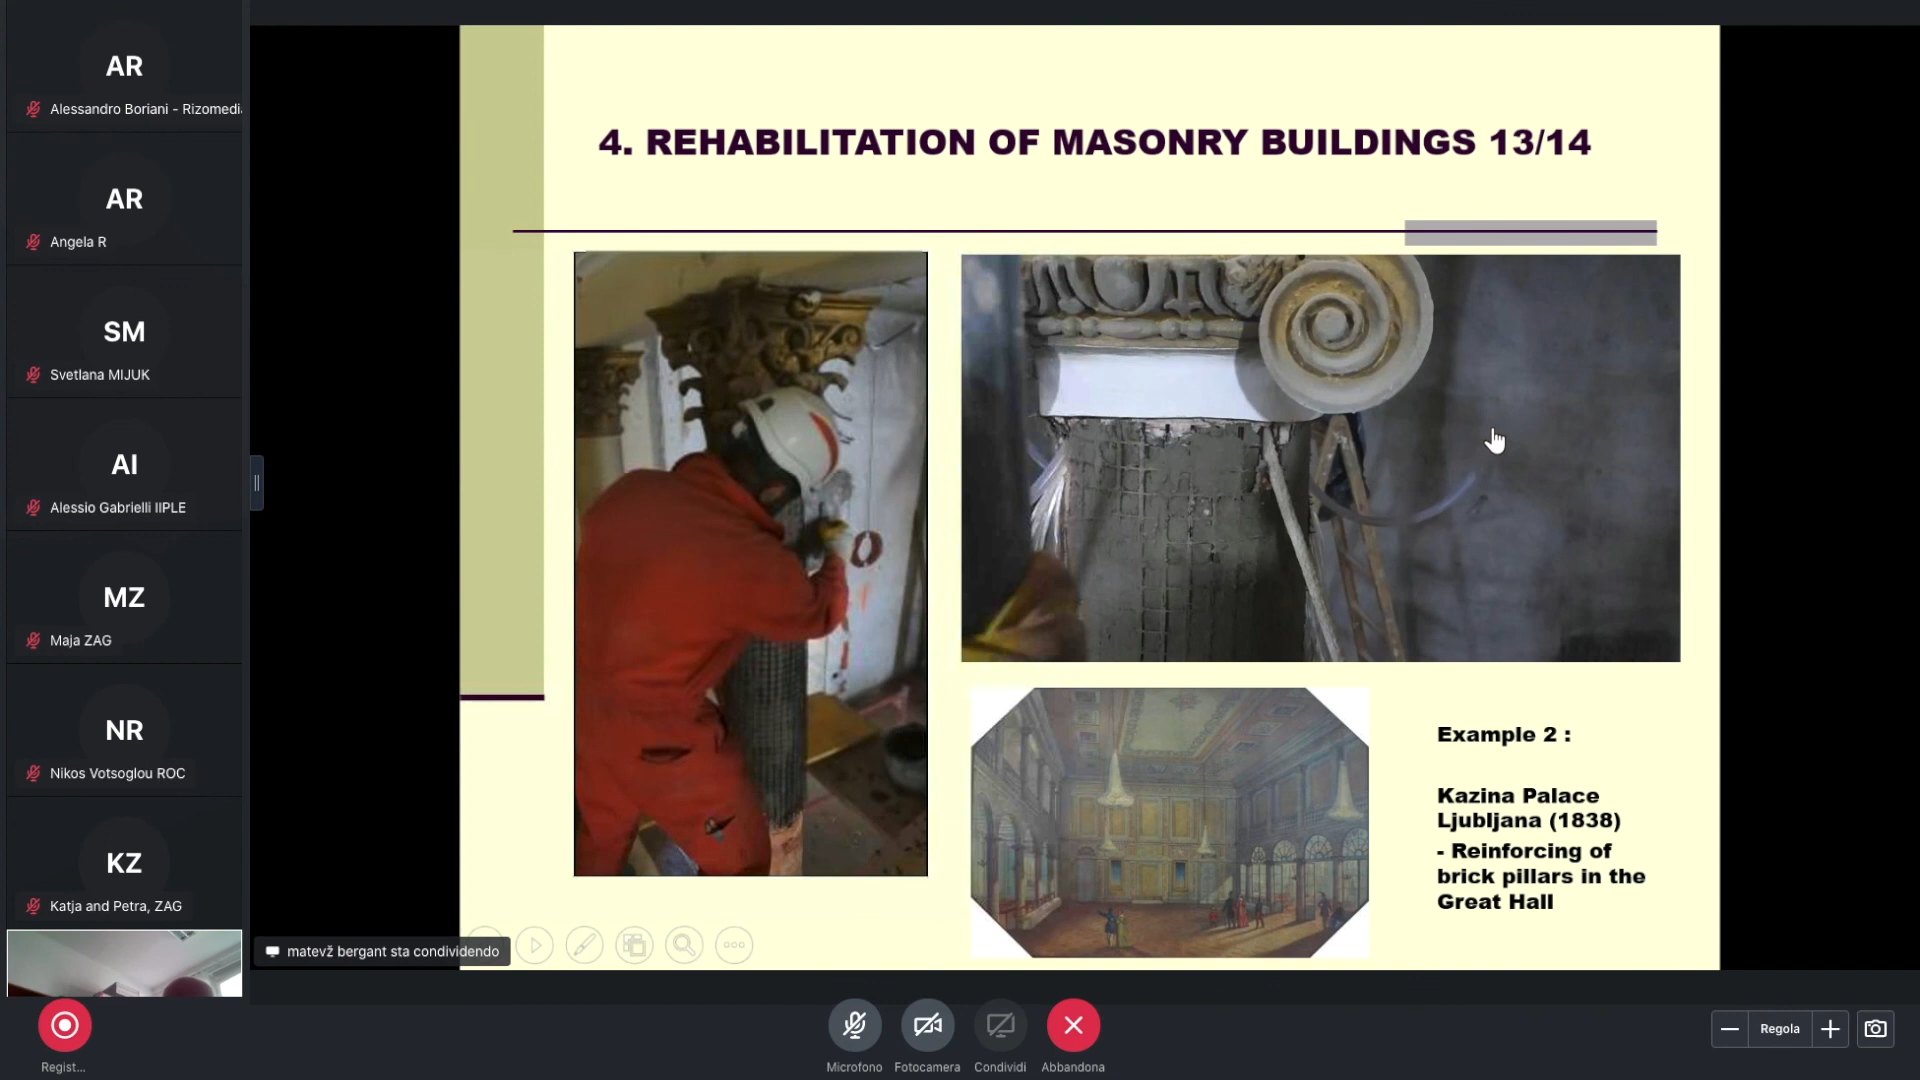 AR
Alessandro Boriani - Rizomedia
AR
Angela R
SM
Svetlana MIJUK
AI
Alessio Gabrielli IIPLE
MZ
Maja ZAG
NR
Nikos Votsoglou ROC
KZ
Katja and Petra, ZAG
4. REHABILITATION OF MASONRY BUILDINGS 13/14
Example 2 :
Kazina Palace
Ljubljana (1838)
- Reinforcing of
brick pillars in the
Great Hall
matevž bergant sta condividendo
Regist...
Microfono
Fotocamera
Condividi
Abbandona
Regola